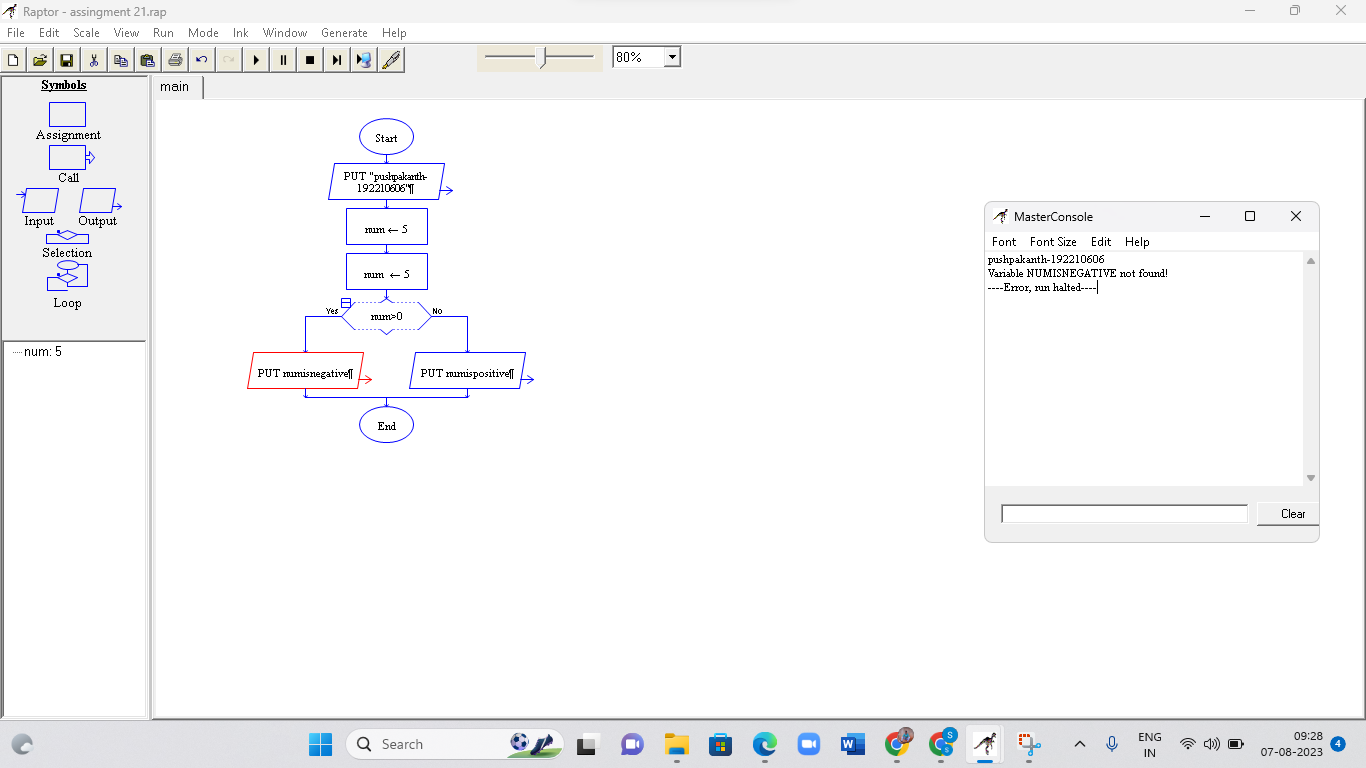 Raptor - assingment 21.rap
File Edit Scale View Run Mode Ink Window Generate Help
80%
Symbols
main
Assignment
Call
Input Output
Selection
Loop
num: 5
Start
PUT "pushpakanth-
192210606"¶
num ← 5
num ← 5
num>0
Yes No
PUT numisnegative¶ PUT numispositive¶
End
MasterConsole
Font Font Size Edit Help
pushpakanth-192210606
Variable NUMISNEGATIVE not found!
----Error, run halted----
Clear
Search
ENG
IN
09:28
07-08-2023
4